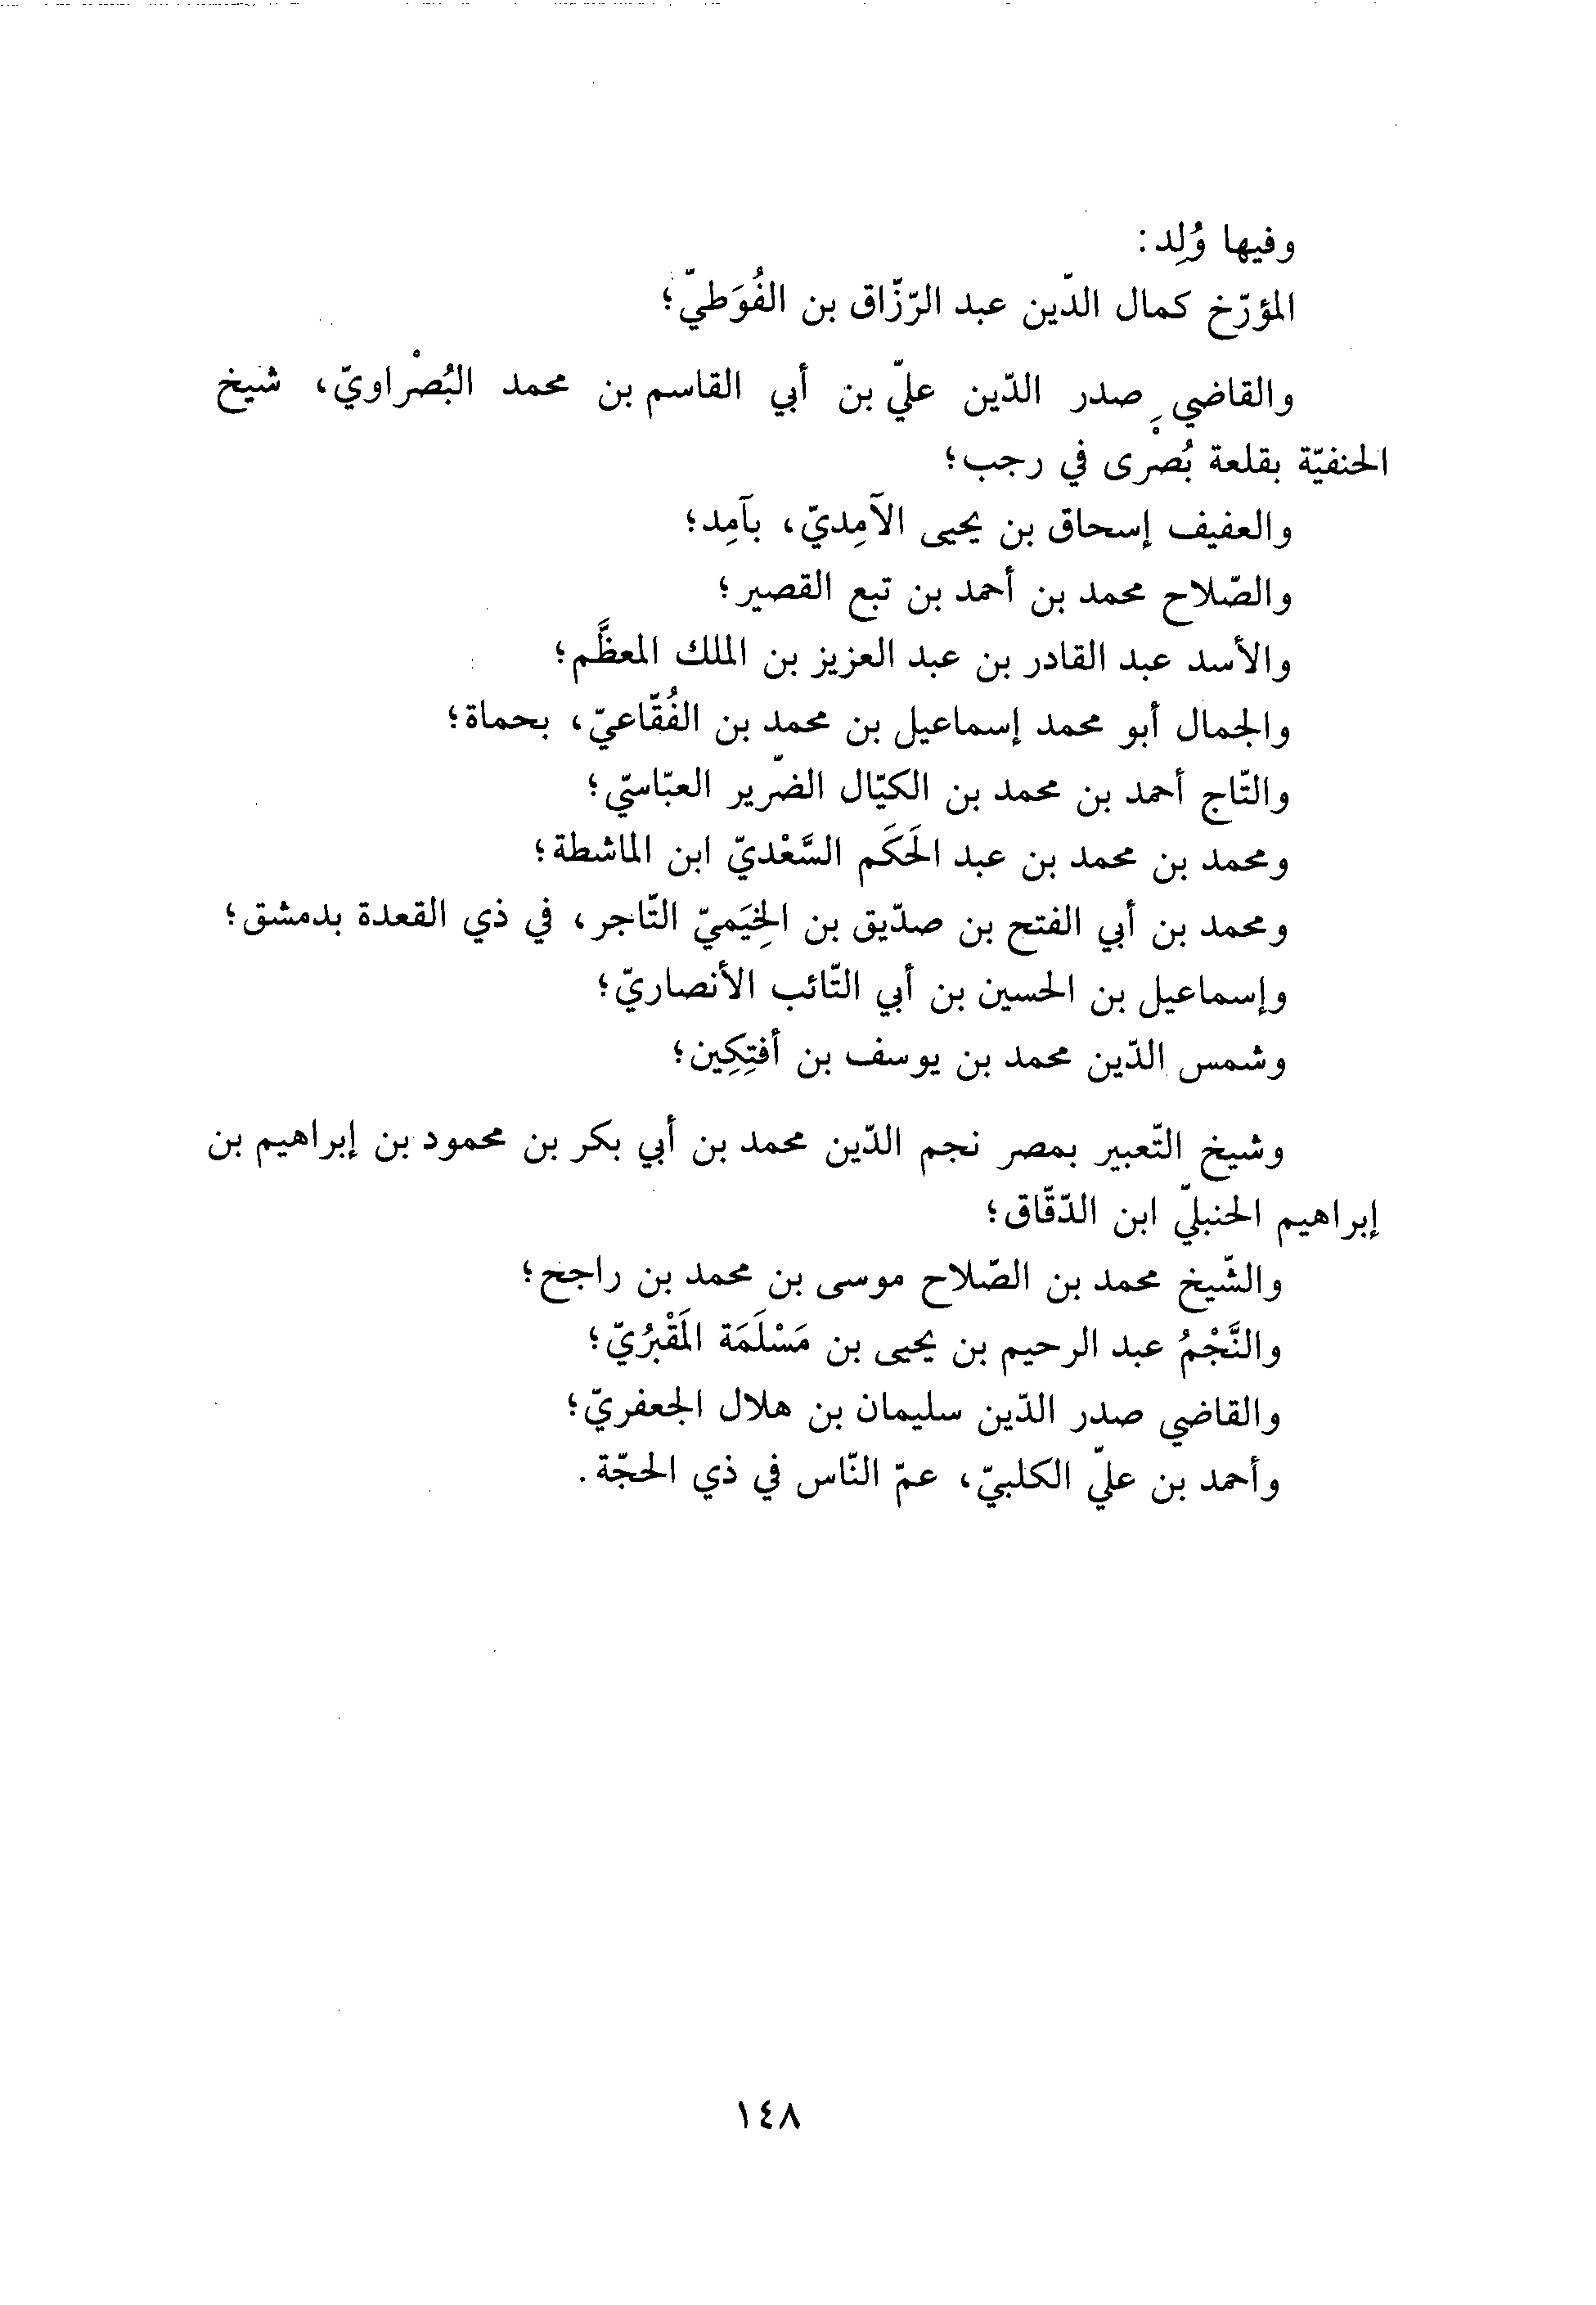 وفيها وُلِد:
المؤرّخ كمال الدّين عبد الرّزّاق بن الفُوَطيّ؛
والقاضي صدر الدّين عليّ بن أبي القاسم بن محمد البُصْراويّ، شيخ
الحنفيّة بقلعة بُصْرى في رجب؛
والعفيف إسحاق بن يحيى الآمِديّ، بآمِد؛
والصّلاح محمد بن أحمد بن تبع القصير؛
والأسد عبد القادر بن عبد العزيز بن الملك المعظَّم؛
والجمال أبو محمد إسماعيل بن محمد بن الفُقّاعيّ، بحماة؛
والتّاج أحمد بن محمد بن الكيّال الضّرير العبّاسيّ؛
ومحمد بن محمد بن عبد الحَكَم السَّعْديّ ابن الماشطة؛
ومحمد بن أبي الفتح بن صدّيق بن الخِيَميّ التّاجر، في ذي القعدة بدمشق؛
وإسماعيل بن الحسين بن أبي التّائب الأنصاريّ؛
وشمس الدّين محمد بن يوسف بن أفتِكِين؛
وشيخ التّعبير بمصر نجم الدّين محمد بن أبي بكر بن محمود بن إبراهيم بن
إبراهيم الحنبليّ ابن الدّقّاق؛
والشّيخ محمد بن الصّلاح موسى بن محمد بن راجح؛
والنَّجْمُ عبد الرحيم بن يحيى بن مَسْلَمَة المَقْبرُيّ؛
والقاضي صدر الدّين سليمان بن هلال الجعفريّ؛
وأحمد بن عليّ الكلبيّ، عمّ النّاس في ذي الحجّة.
١٤٨